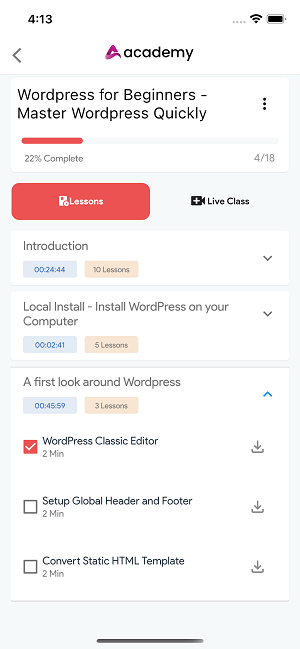 4:13
academy
Wordpress for Beginners -
Master Wordpress Quickly
22% Complete
4/18
Lessons
Live Class
Introduction
00:24:44
10 Lessons
Local Install - Install WordPress on your
Computer
00:02:41
5 Lessons
A first look around Wordpress
00:45:59
3 Lessons
WordPress Classic Editor
2 Min
Setup Global Header and Footer
2 Min
Convert Static HTML Template
2 Min